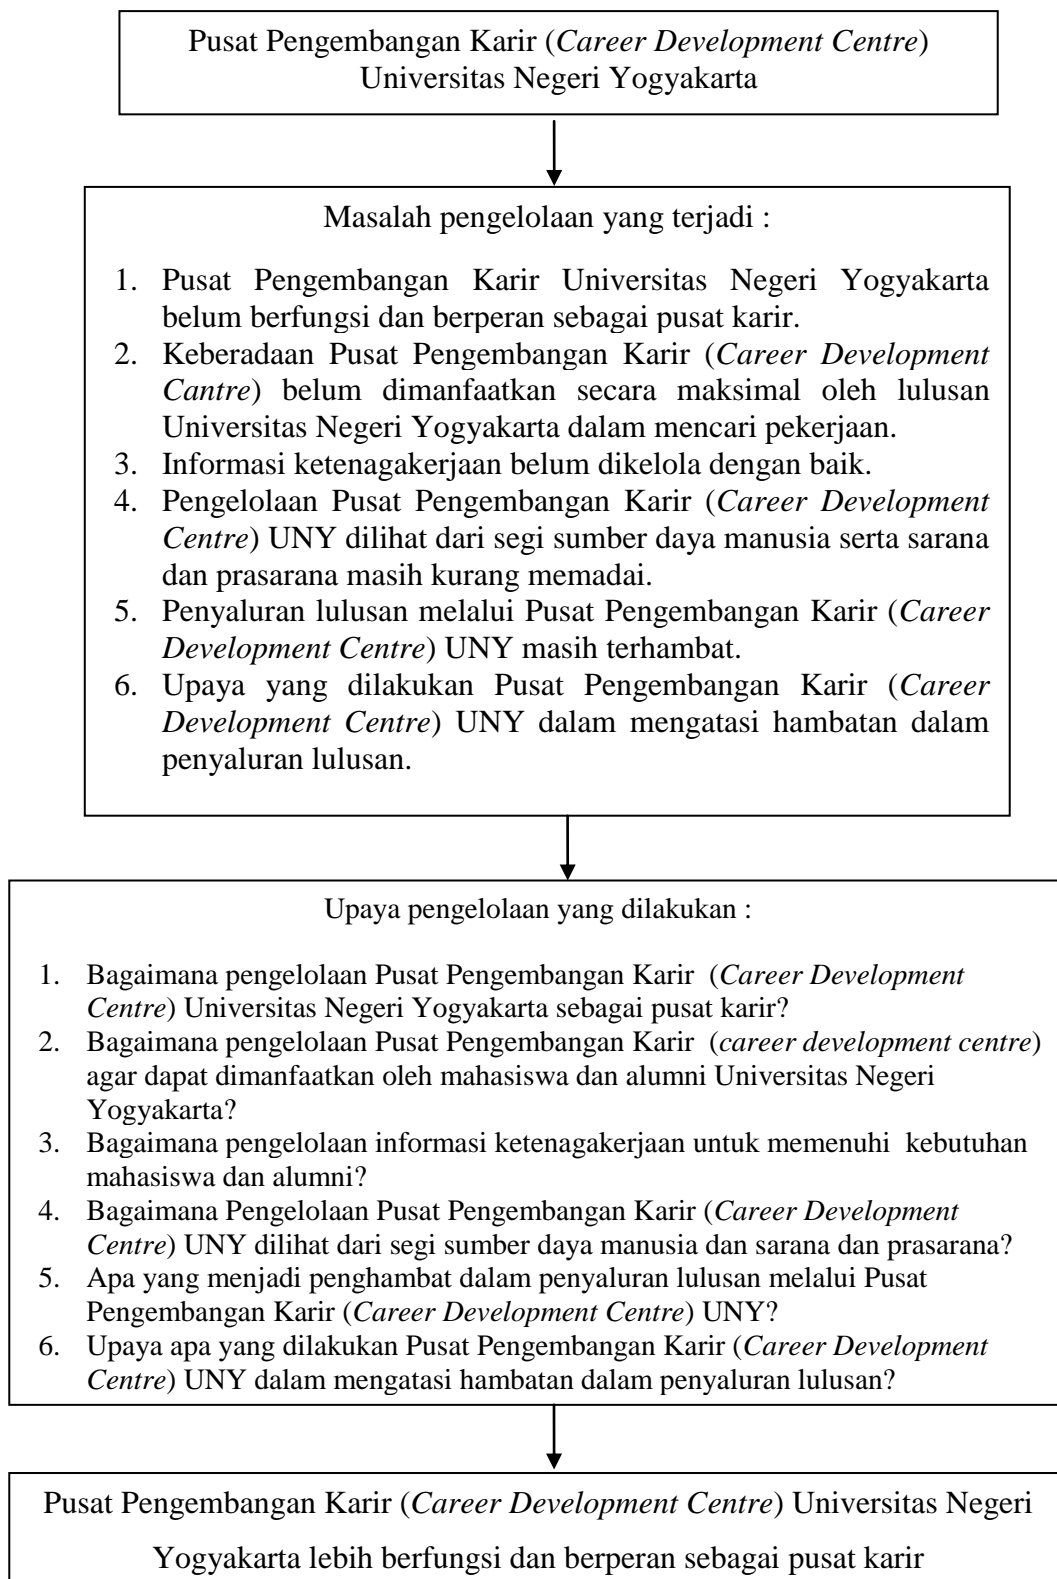 Pusat Pengembangan Karir (Career Development Centre)
Universitas Negeri Yogyakarta
Masalah pengelolaan yang terjadi :
1. Pusat Pengembangan Karir Universitas Negeri Yogyakarta
belum berfungsi dan berperan sebagai pusat karir.
2. Keberadaan Pusat Pengembangan Karir (Career Development
Cantre) belum dimanfaatkan secara maksimal oleh lulusan
Universitas Negeri Yogyakarta dalam mencari pekerjaan.
3. Informasi ketenagakerjaan belum dikelola dengan baik.
4. Pengelolaan Pusat Pengembangan Karir (Career Development
Centre) UNY dilihat dari segi sumber daya manusia serta sarana
dan prasarana masih kurang memadai.
5. Penyaluran lulusan melalui Pusat Pengembangan Karir (Career
Development Centre) UNY masih terhambat.
6. Upaya yang dilakukan Pusat Pengembangan Karir (Career
Development Centre) UNY dalam mengatasi hambatan dalam
penyaluran lulusan.
Upaya pengelolaan yang dilakukan :
1. Bagaimana pengelolaan Pusat Pengembangan Karir (Career Development
Centre) Universitas Negeri Yogyakarta sebagai pusat karir?
2. Bagaimana pengelolaan Pusat Pengembangan Karir (career development centre)
agar dapat dimanfaatkan oleh mahasiswa dan alumni Universitas Negeri
Yogyakarta?
3. Bagaimana pengelolaan informasi ketenagakerjaan untuk memenuhi kebutuhan
mahasiswa dan alumni?
4. Bagaimana Pengelolaan Pusat Pengembangan Karir (Career Development
Centre) UNY dilihat dari segi sumber daya manusia dan sarana dan prasarana?
5. Apa yang menjadi penghambat dalam penyaluran lulusan melalui Pusat
Pengembangan Karir (Career Development Centre) UNY?
6. Upaya apa yang dilakukan Pusat Pengembangan Karir (Career Development
Centre) UNY dalam mengatasi hambatan dalam penyaluran lulusan?
Pusat Pengembangan Karir (Career Development Centre) Universitas Negeri
Yogyakarta lebih berfungsi dan berperan sebagai pusat karir